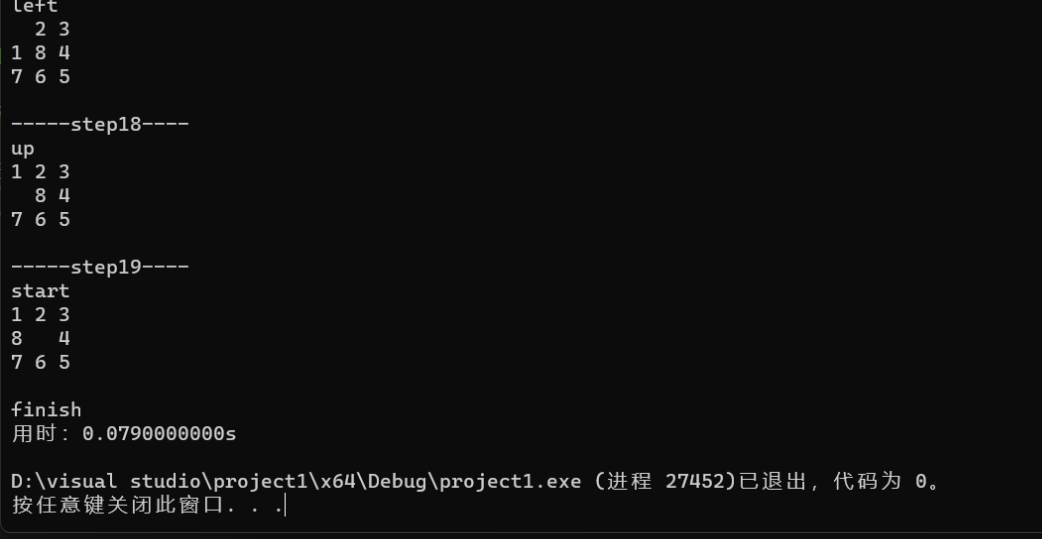 left
  2 3
1 8 4
7 6 5

-----step18----
up
1 2 3
  8 4
7 6 5

-----step19----
start
1 2 3
8   4
7 6 5

finish
用时：0.0790000000s

D:\visual studio\project1\x64\Debug\project1.exe (进程 27452)已退出，代码为 0。
按任意键关闭此窗口. . .